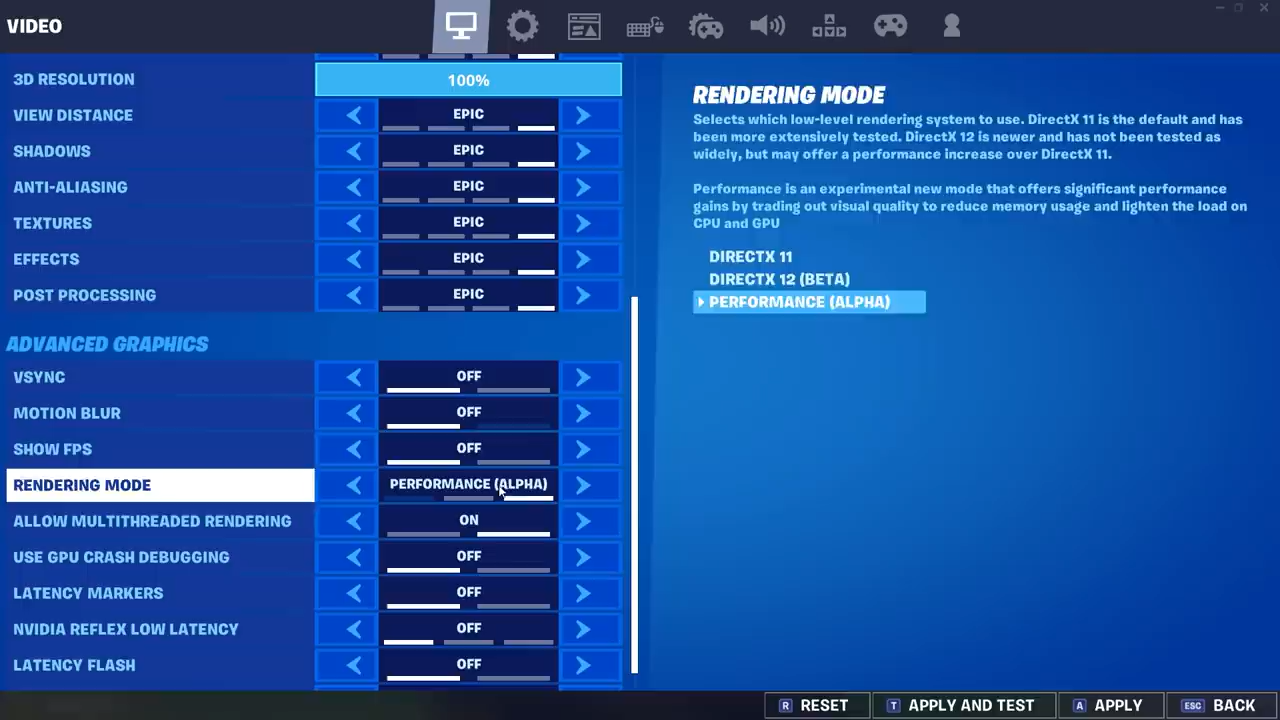 VIDEO
3D RESOLUTION 100%
VIEW DISTANCE EPIC
SHADOWS EPIC
ANTI-ALIASING EPIC
TEXTURES EPIC
EFFECTS EPIC
POST PROCESSING EPIC
ADVANCED GRAPHICS
VSYNC OFF
MOTION BLUR OFF
SHOW FPS OFF
RENDERING MODE PERFORMANCE (ALPHA)
ALLOW MULTITHREADED RENDERING ON
USE GPU CRASH DEBUGGING OFF
LATENCY MARKERS OFF
NVIDIA REFLEX LOW LATENCY OFF
LATENCY FLASH OFF
RENDERING MODE
Selects which low-level rendering system to use. DirectX 11 is the default and has
been more extensively tested. DirectX 12 is newer and has not been tested as
widely, but may offer a performance increase over DirectX 11.
Performance is an experimental new mode that offers significant performance
gains by trading out visual quality to reduce memory usage and lighten the load on
CPU and GPU
DIRECTX 11
DIRECTX 12 (BETA)
PERFORMANCE (ALPHA)
R RESET T APPLY AND TEST A APPLY ESC BACK